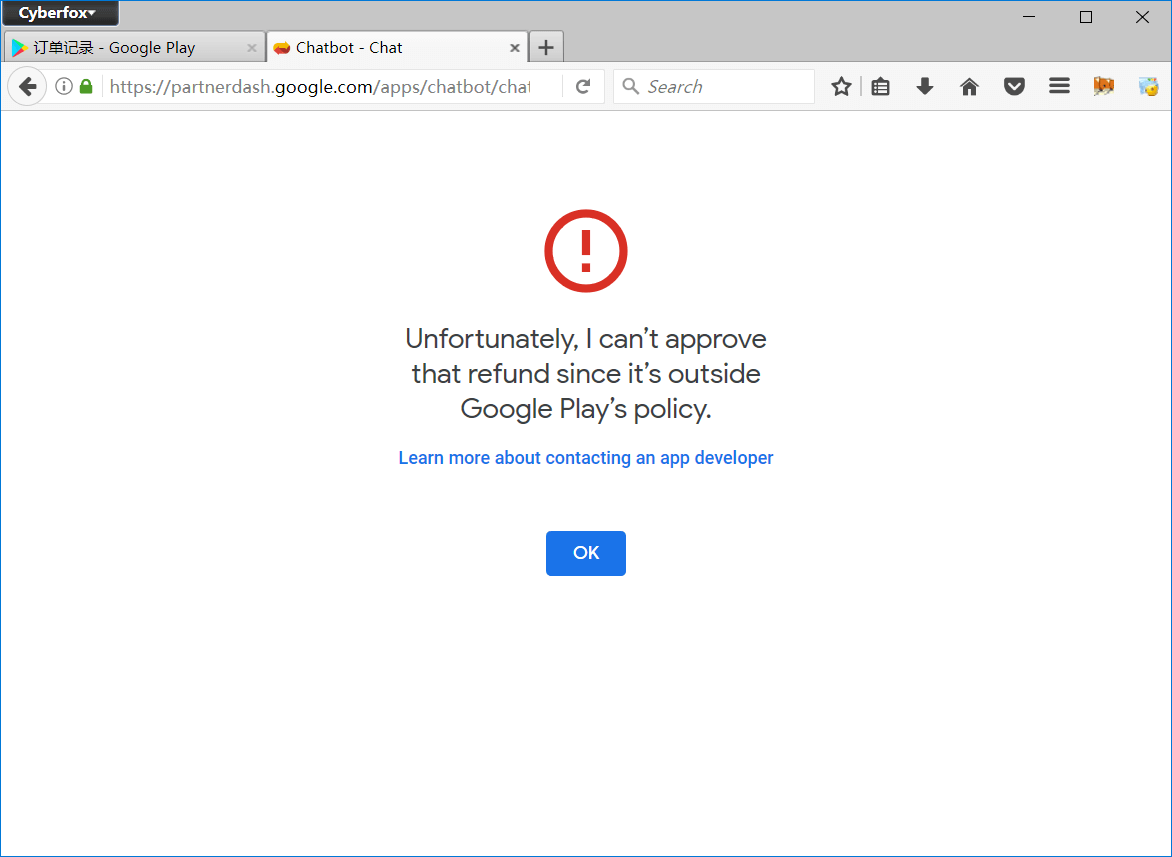 Cyberfox
订单记录 - Google Play
Chatbot - Chat
https://partnerdash.google.com/apps/chatbot/chat
Search
Unfortunately, I can’t approve
that refund since it’s outside
Google Play’s policy.
Learn more about contacting an app developer
OK